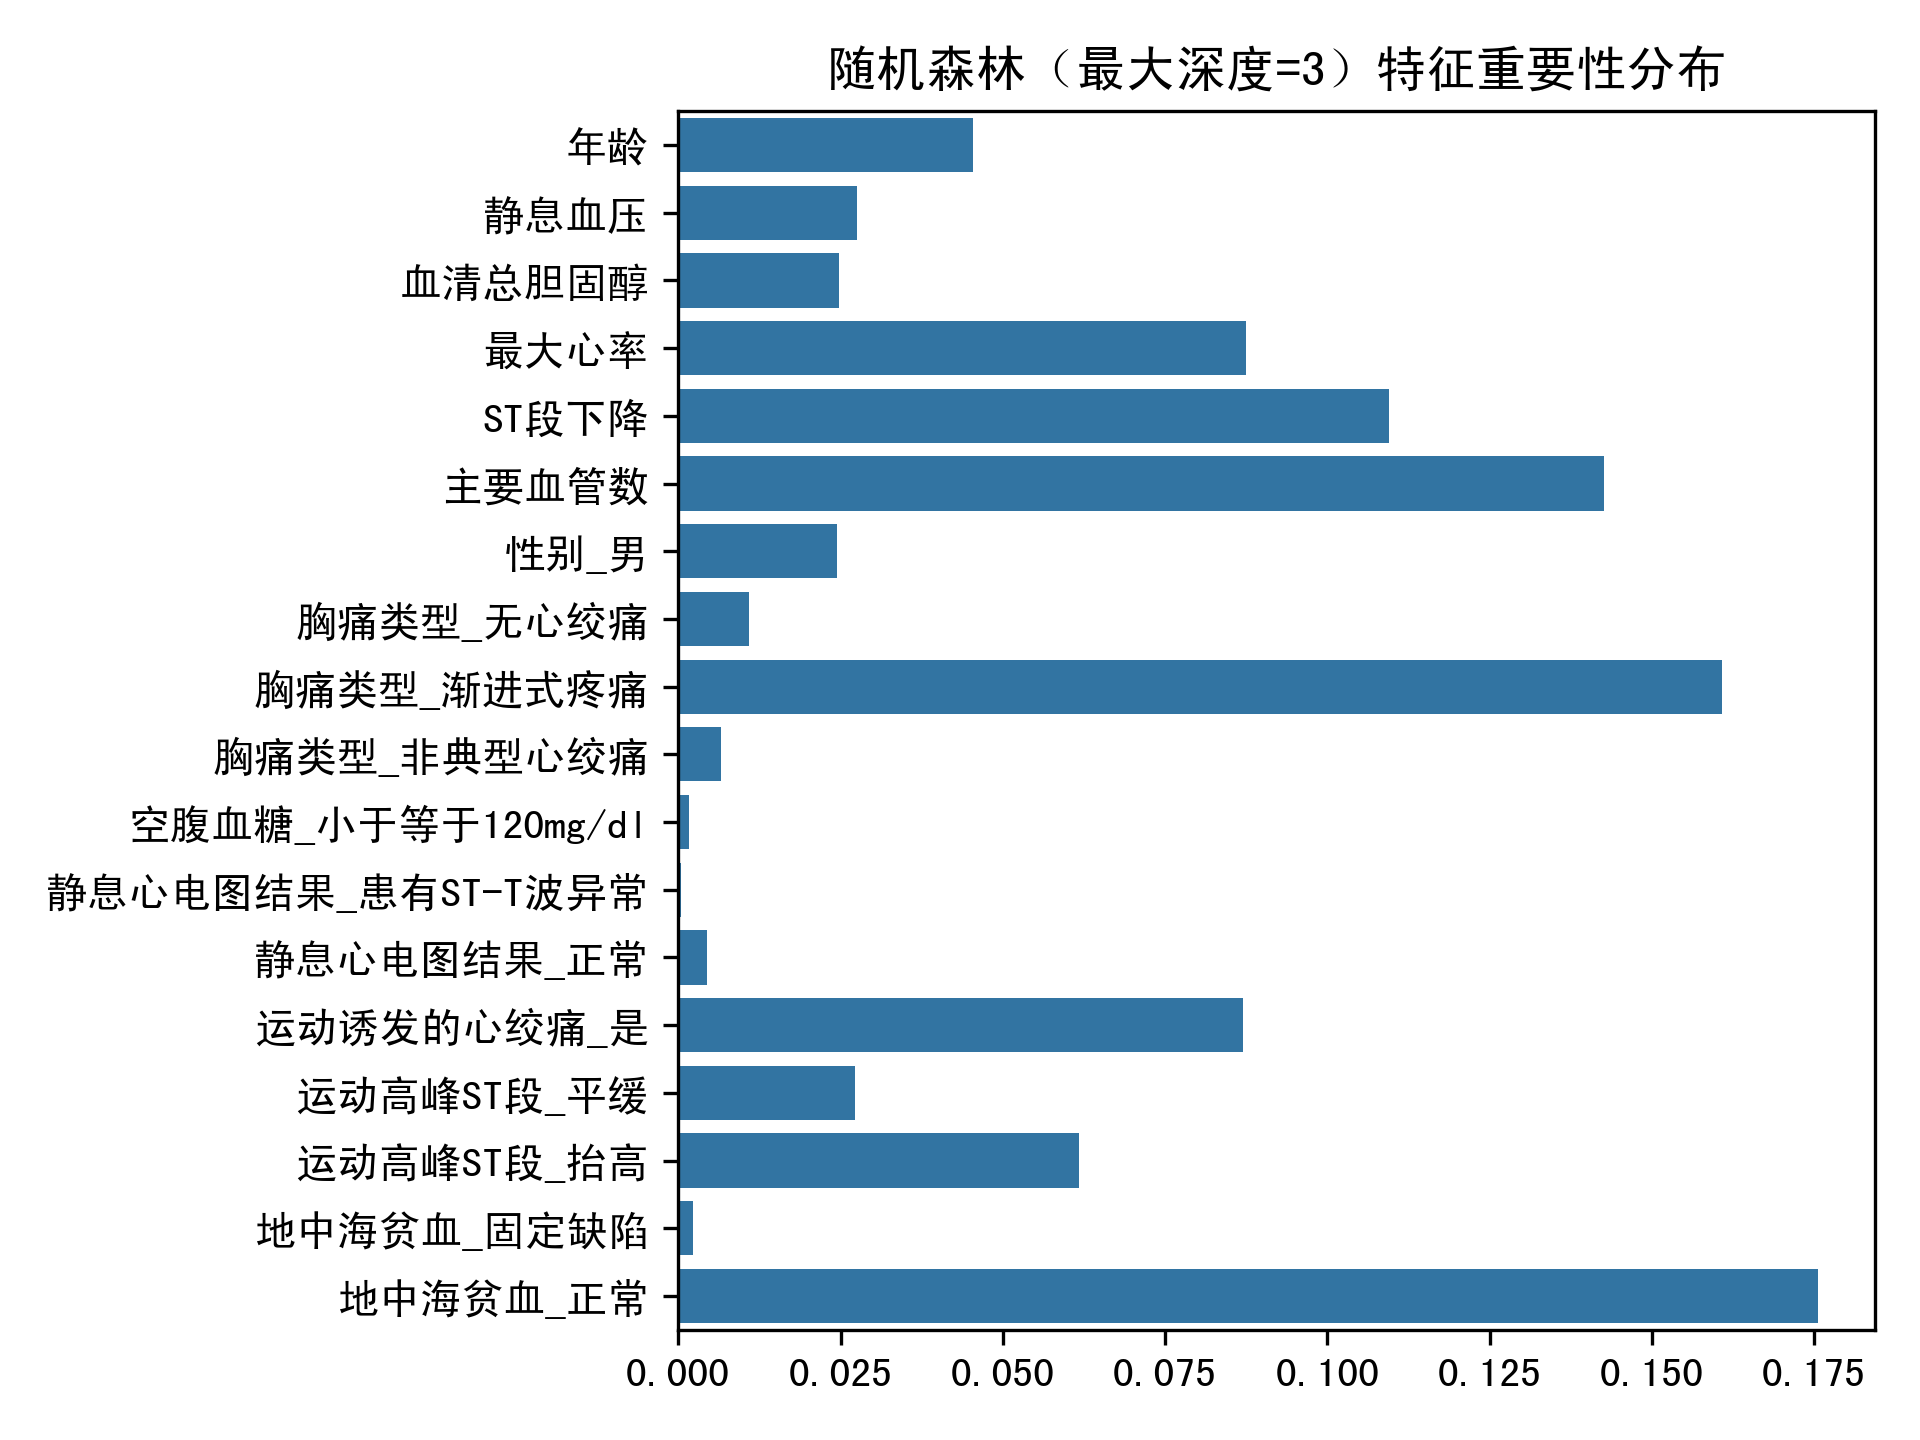 随机森林（最大深度=3）特征重要性分布
年龄
静息血压
血清总胆固醇
最大心率
ST段下降
主要血管数
性别_男
胸痛类型_无心绞痛
胸痛类型_渐进式疼痛
胸痛类型_非典型心绞痛
空腹血糖_小于等于120mg/dl
静息心电图结果_患有ST-T波异常
静息心电图结果_正常
运动诱发的心绞痛_是
运动高峰ST段_平缓
运动高峰ST段_抬高
地中海贫血_固定缺陷
地中海贫血_正常
0.000 0.025 0.050 0.075 0.100 0.125 0.150 0.175